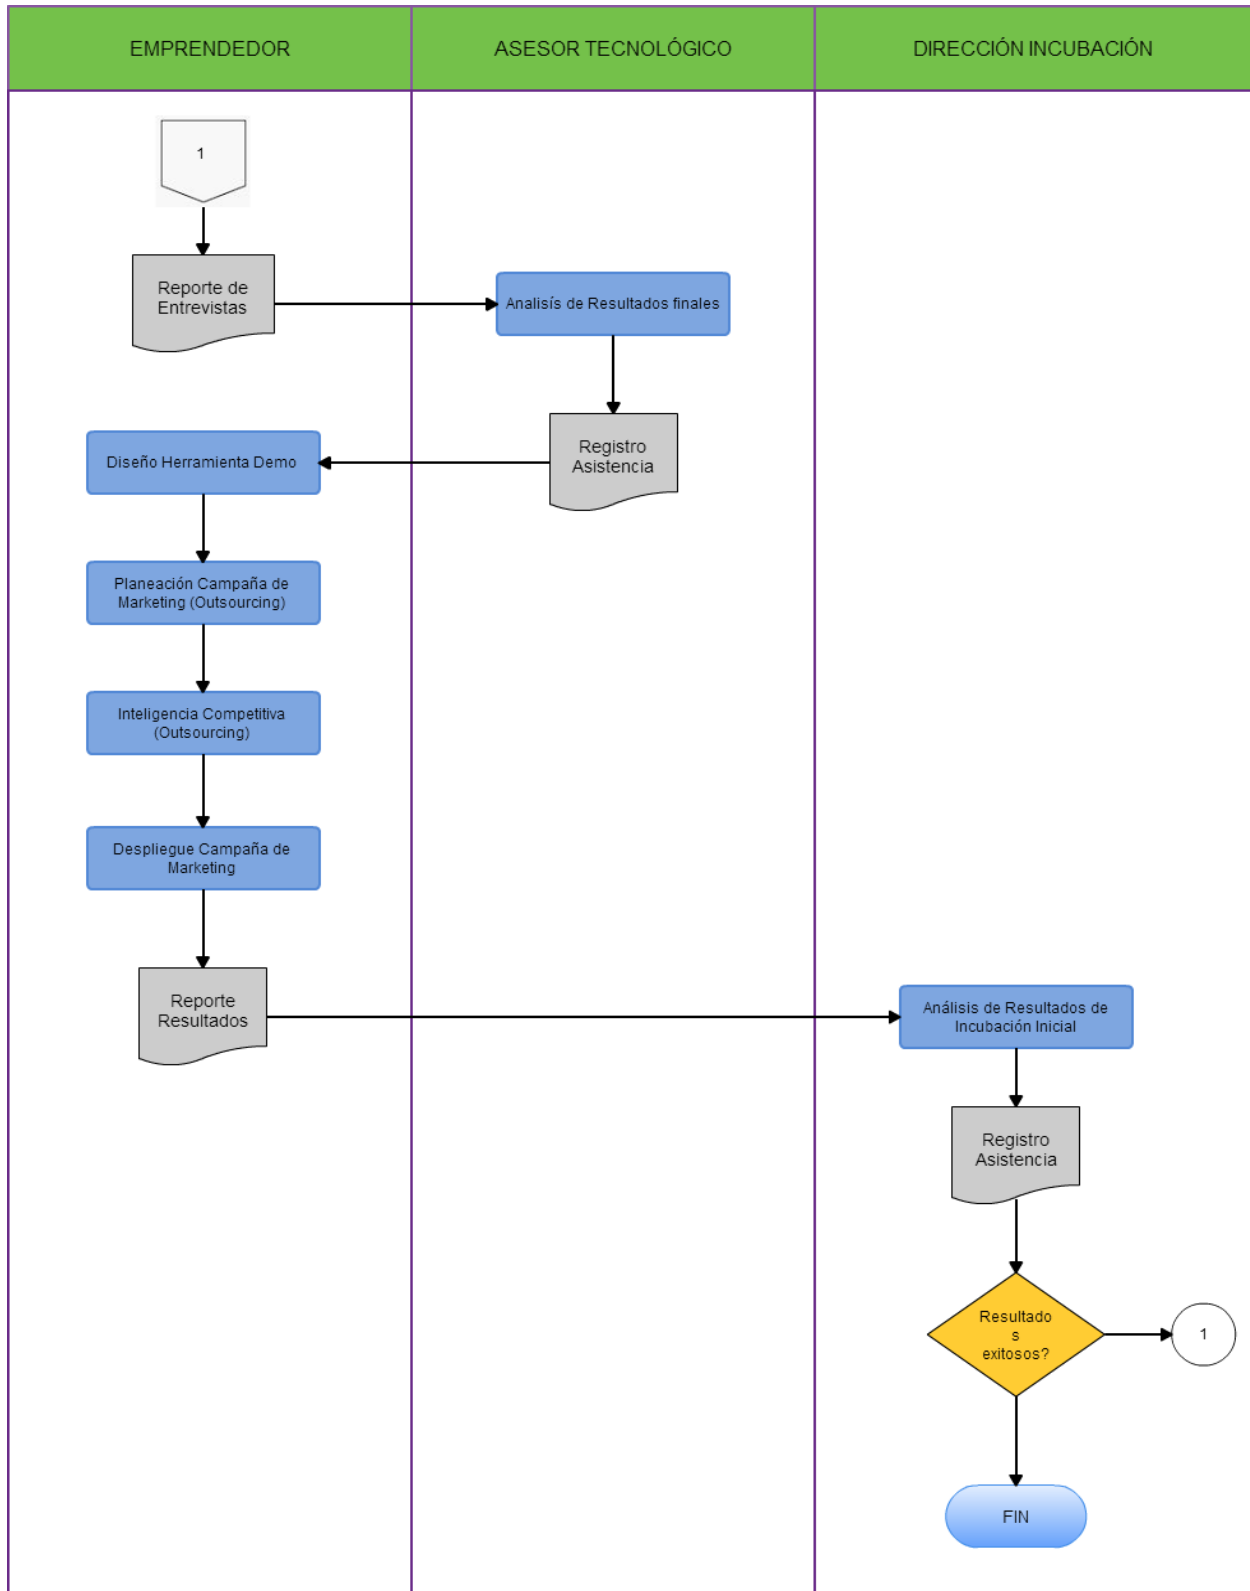 EMPRENDEDOR
ASESOR TECNOLÓGICO
DIRECCIÓN INCUBACIÓN
1
Reporte de
Entrevistas
Analisís de Resultados finales
Registro
Asistencia
Diseño Herramienta Demo
Planeación Campaña de
Marketing (Outsourcing)
Inteligencia Competitiva
(Outsourcing)
Despliegue Campaña de
Marketing
Reporte
Resultados
Análisis de Resultados de
Incubación Inicial
Registro
Asistencia
Resultado
s
exitosos?
1
FIN